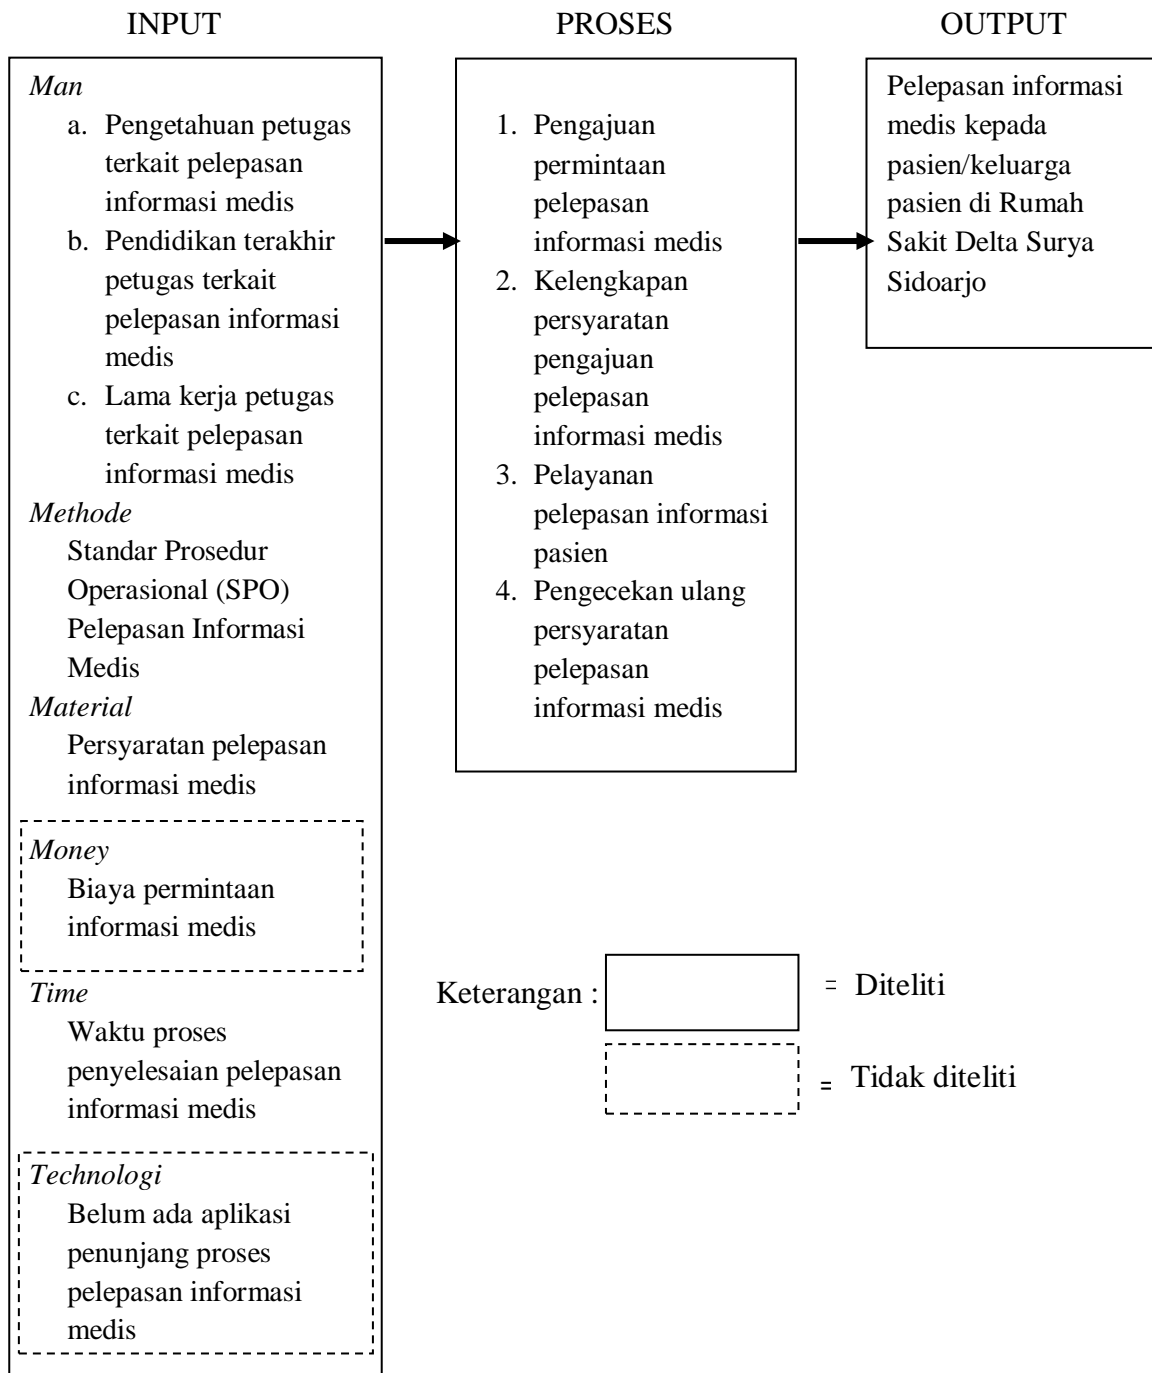 INPUT
Man
a. Pengetahuan petugas
terkait pelepasan
informasi medis
b. Pendidikan terakhir
petugas terkait
pelepasan informasi
medis
c. Lama kerja petugas
terkait pelepasan
informasi medis
Methode
Standar Prosedur
Operasional (SPO)
Pelepasan Informasi
Medis
Material
Persyaratan pelepasan
informasi medis
Money
Biaya permintaan
informasi medis
Time
Waktu proses
penyelesaian pelepasan
informasi medis
Technologi
Belum ada aplikasi
penunjang proses
pelepasan informasi
medis
PROSES
1. Pengajuan
permintaan
pelepasan
informasi medis
2. Kelengkapan
persyaratan
pengajuan
pelepasan
informasi medis
3. Pelayanan
pelepasan informasi
pasien
4. Pengecekan ulang
persyaratan
pelepasan
informasi medis
OUTPUT
Pelepasan informasi
medis kepada
pasien/keluarga
pasien di Rumah
Sakit Delta Surya
Sidoarjo
Keterangan :
= Diteliti
= Tidak diteliti